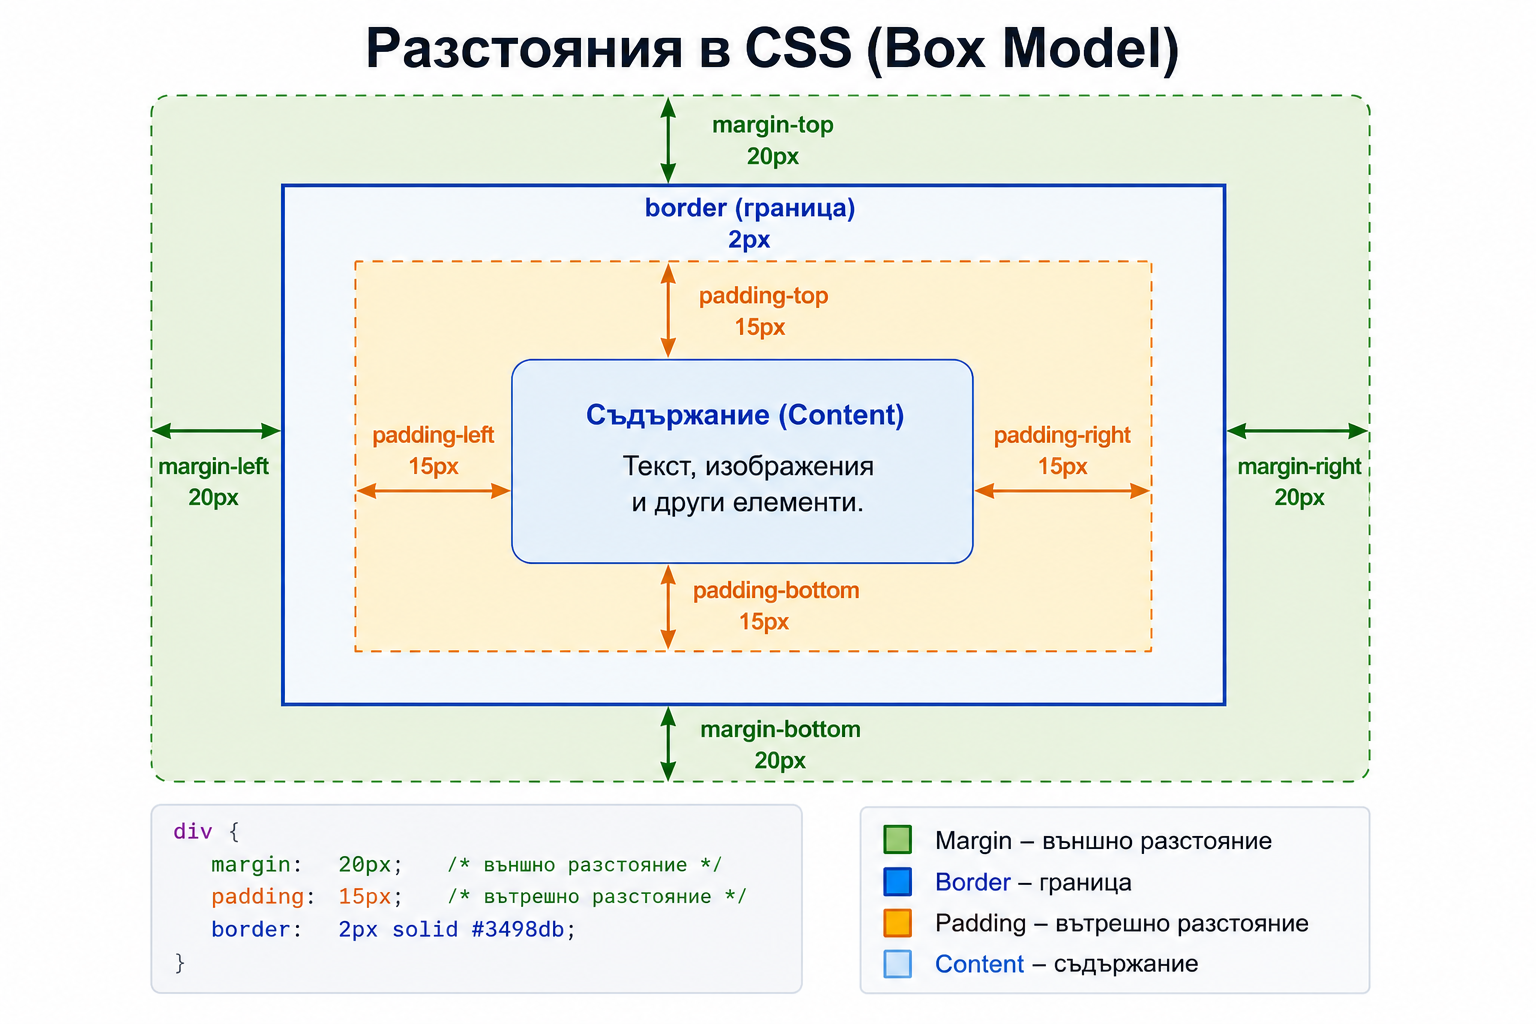 Разстояния в CSS (Box Model)
margin-top
20px
border (граница)
2px
padding-top
15px
Съдържание (Content)
Текст, изображения
и други елементи.
padding-left
15px
padding-right
15px
margin-left
20px
margin-right
20px
padding-bottom
15px
margin-bottom
20px
div {
margin: 20px; /* външно разстояние */
padding: 15px; /* вътрешно разстояние */
border: 2px solid #3498db;
}
Margin – външно разстояние
Border – граница
Padding – вътрешно разстояние
Content – съдържание